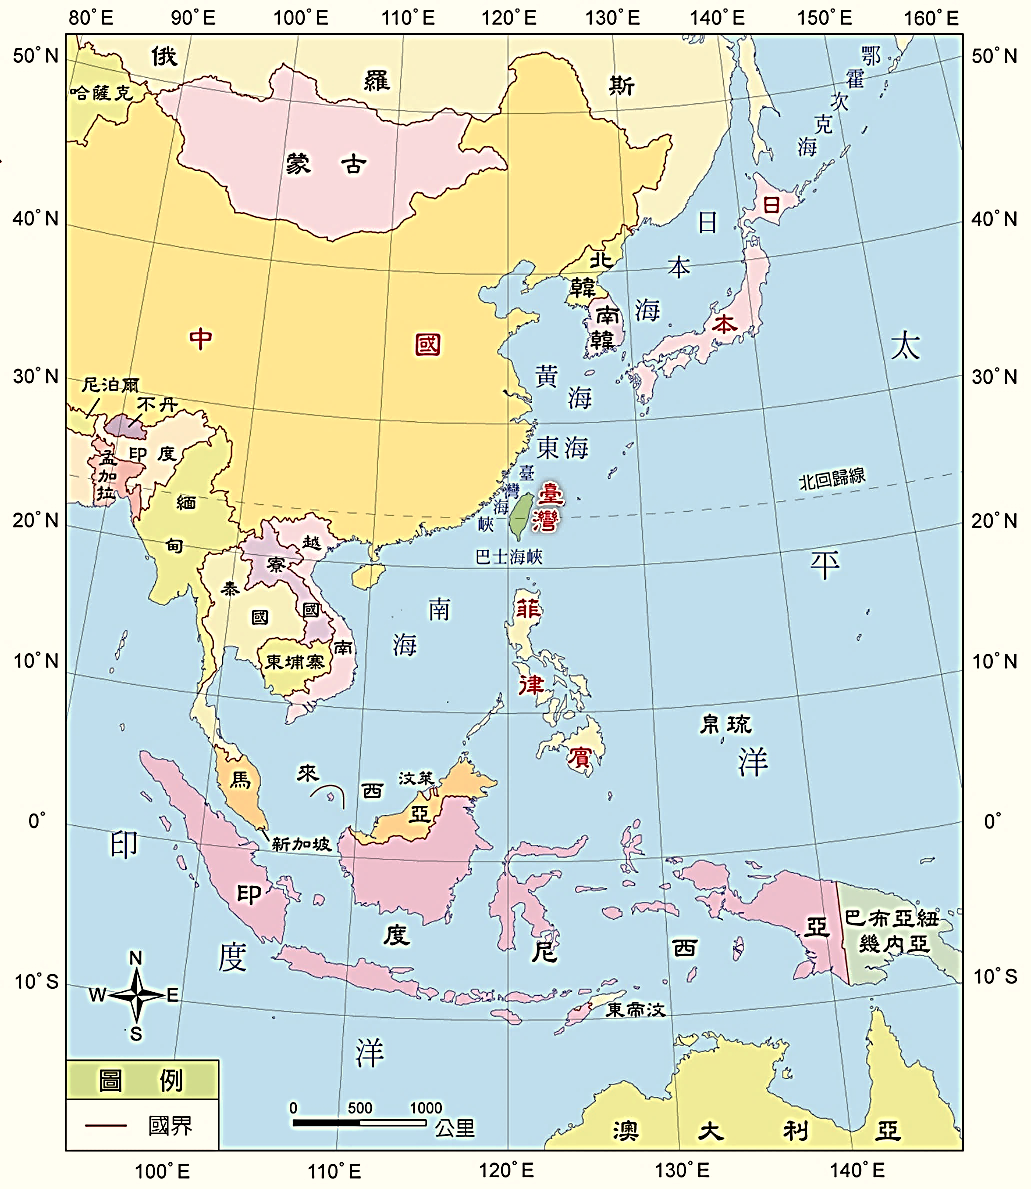 80°E 90°E 100°E 110°E 120°E 130°E 140°E 150°E 160°E
50°N
40°N
30°N
20°N
10°N
0°
10°S
50°N
40°N
30°N
20°N
10°N
0°
10°S
俄羅斯
哈薩克
蒙古
鄂霍次克海
日本
日本海
北韓
南韓
中國
黃海
東海
太平洋
尼泊爾
不丹
印度
孟加拉
緬甸
臺灣海峽
臺灣
北回歸線
巴士海峽
越南
寮國
泰國
柬埔寨
南海
菲律賓
帛琉
馬來西亞
汶萊
新加坡
印度洋
印度尼西亞
巴布亞紐
幾內亞
東帝汶
澳大利亞
N
W E
S
圖例
國界
0 500 1000
公里
100°E 110°E 120°E 130°E 140°E